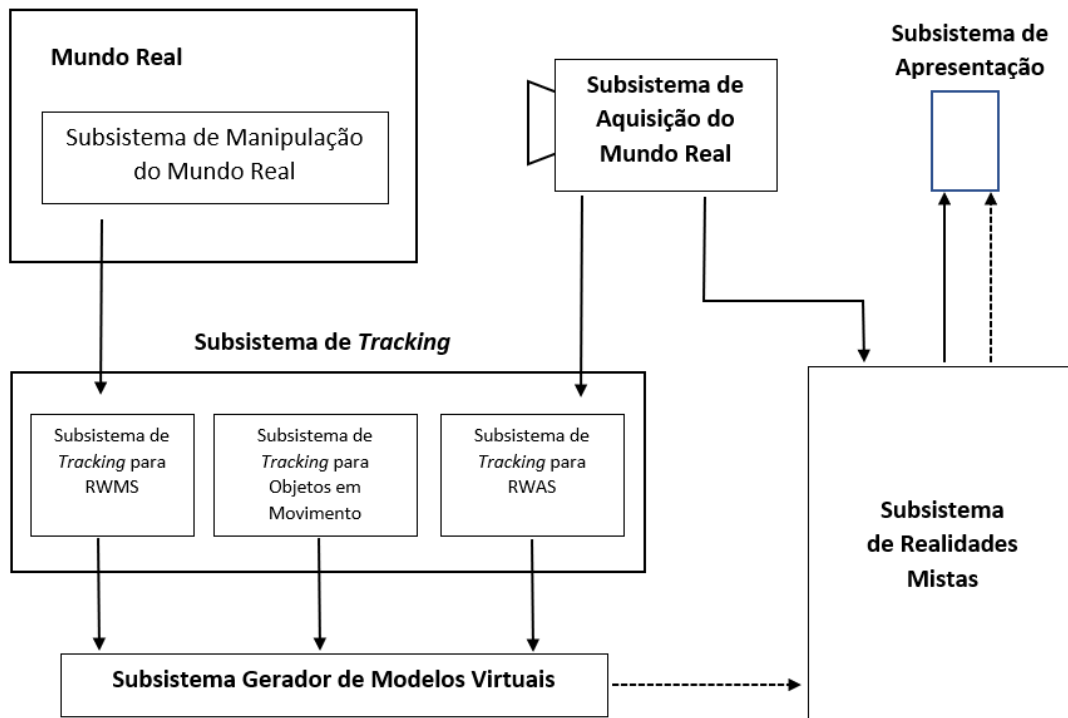 Mundo Real
Subsistema de Manipulação
do Mundo Real
Subsistema de
Aquisição do
Mundo Real
Subsistema de
Apresentação
Subsistema de Tracking
Subsistema de
Tracking para
RWMS
Subsistema de
Tracking para
Objetos em
Movimento
Subsistema de
Tracking para
RWAS
Subsistema
de Realidades
Mistas
Subsistema Gerador de Modelos Virtuais